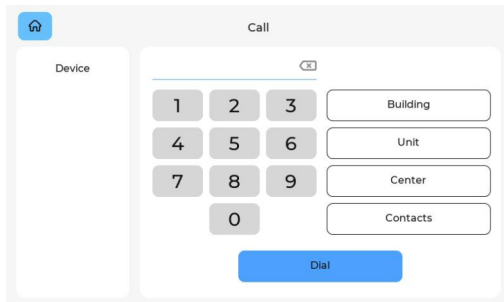 Call
Device
1 2 3 Building
4 5 6 Unit
7 8 9 Center
0 Contacts
Dial